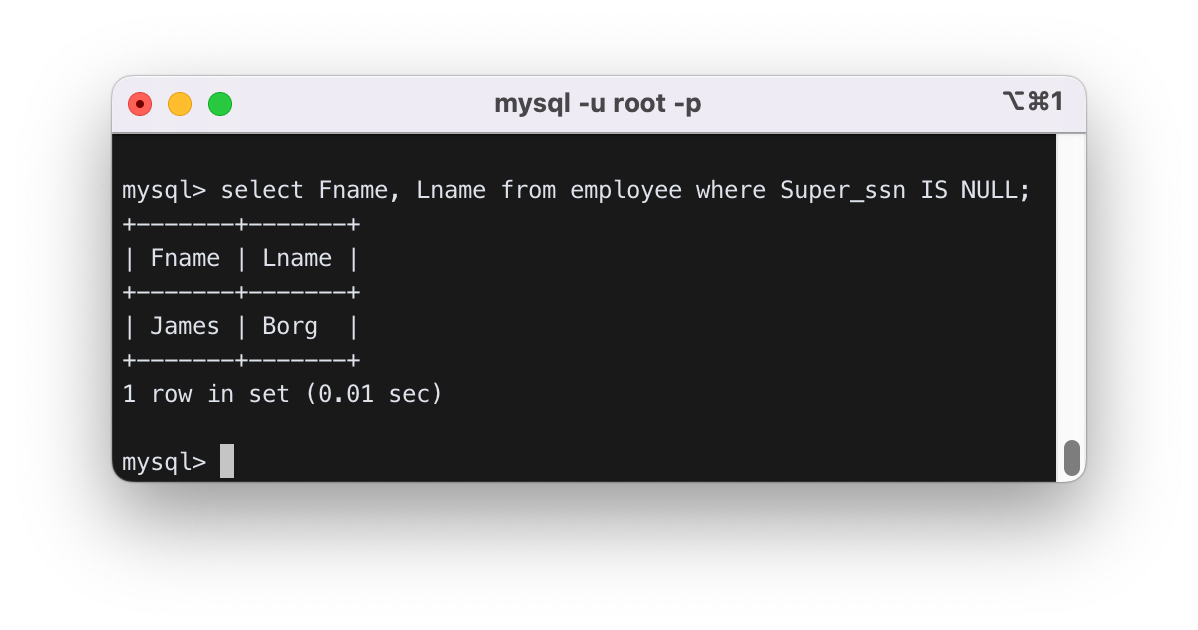 mysql -u root -p
⌥⌘1
mysql> select Fname, Lname from employee where Super_ssn IS NULL;
+-------+-------+
| Fname | Lname |
+-------+-------+
| James | Borg  |
+-------+-------+
1 row in set (0.01 sec)
mysql>